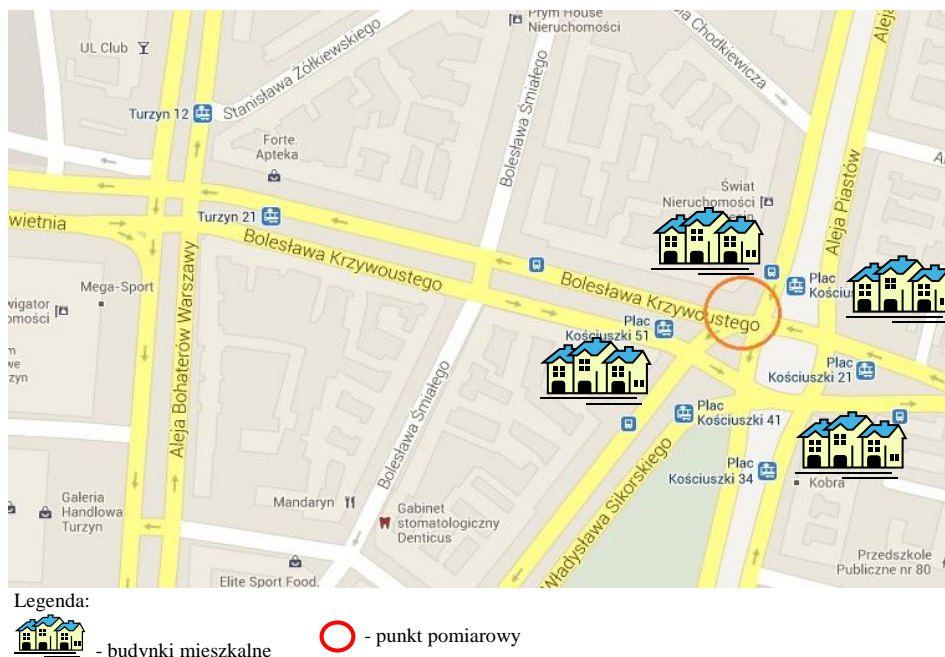 Prym House
Nieruchomości
UL Club
Stanisława Żółkiewskiego
Chodkiewicza
Turzyn 12
Forte.
Apteka
Bolesława Śmiałego
Aleja Piastów
Świat
Nieruchomości
wietnia
Turzyn 21
Bolesława Krzywoustego
Bolesława Krzywoustego
Mega-Sport
Plac
Aleja Bohaterów Warszawy
Plac
Kościuszki 51
Plac
Kościuszki 21
Bolesława Śmiałego
Plac
Kościuszki 41
Plac
Kościuszki 34
Kobra
Władysława Sikorskiego
Galeria
Handlowa
Turzyn
Mandaryn
Gabinet
stomatologiczny
Denticus
Przedszkole
Publiczne nr 80
Elite Sport Food.
Legenda:
- budynki mieszkalne
- punkt pomiarowy